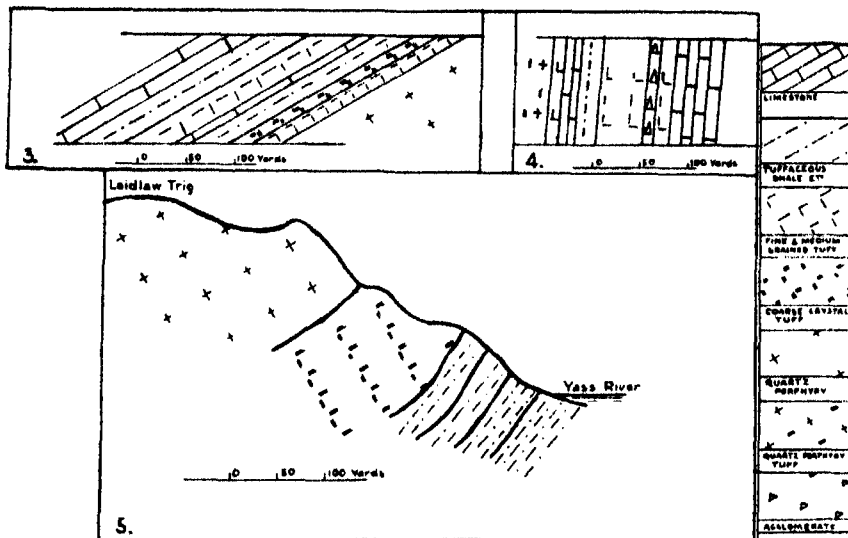 3.
0 50 100 Yards
4.
0 50 100 Yards
Laidlaw Trig
Yass River
0 50 100 Yards
5.
LIMESTONE
TUFFACEOUS
SHALE ETC
FINE & MEDIUM
GRAINED TUFF
COARSE CRYSTAL
TUFF
QUARTZ
PORPHYRY
QUARTZ PORPHYRY
TUFF
AGGLOMERATE